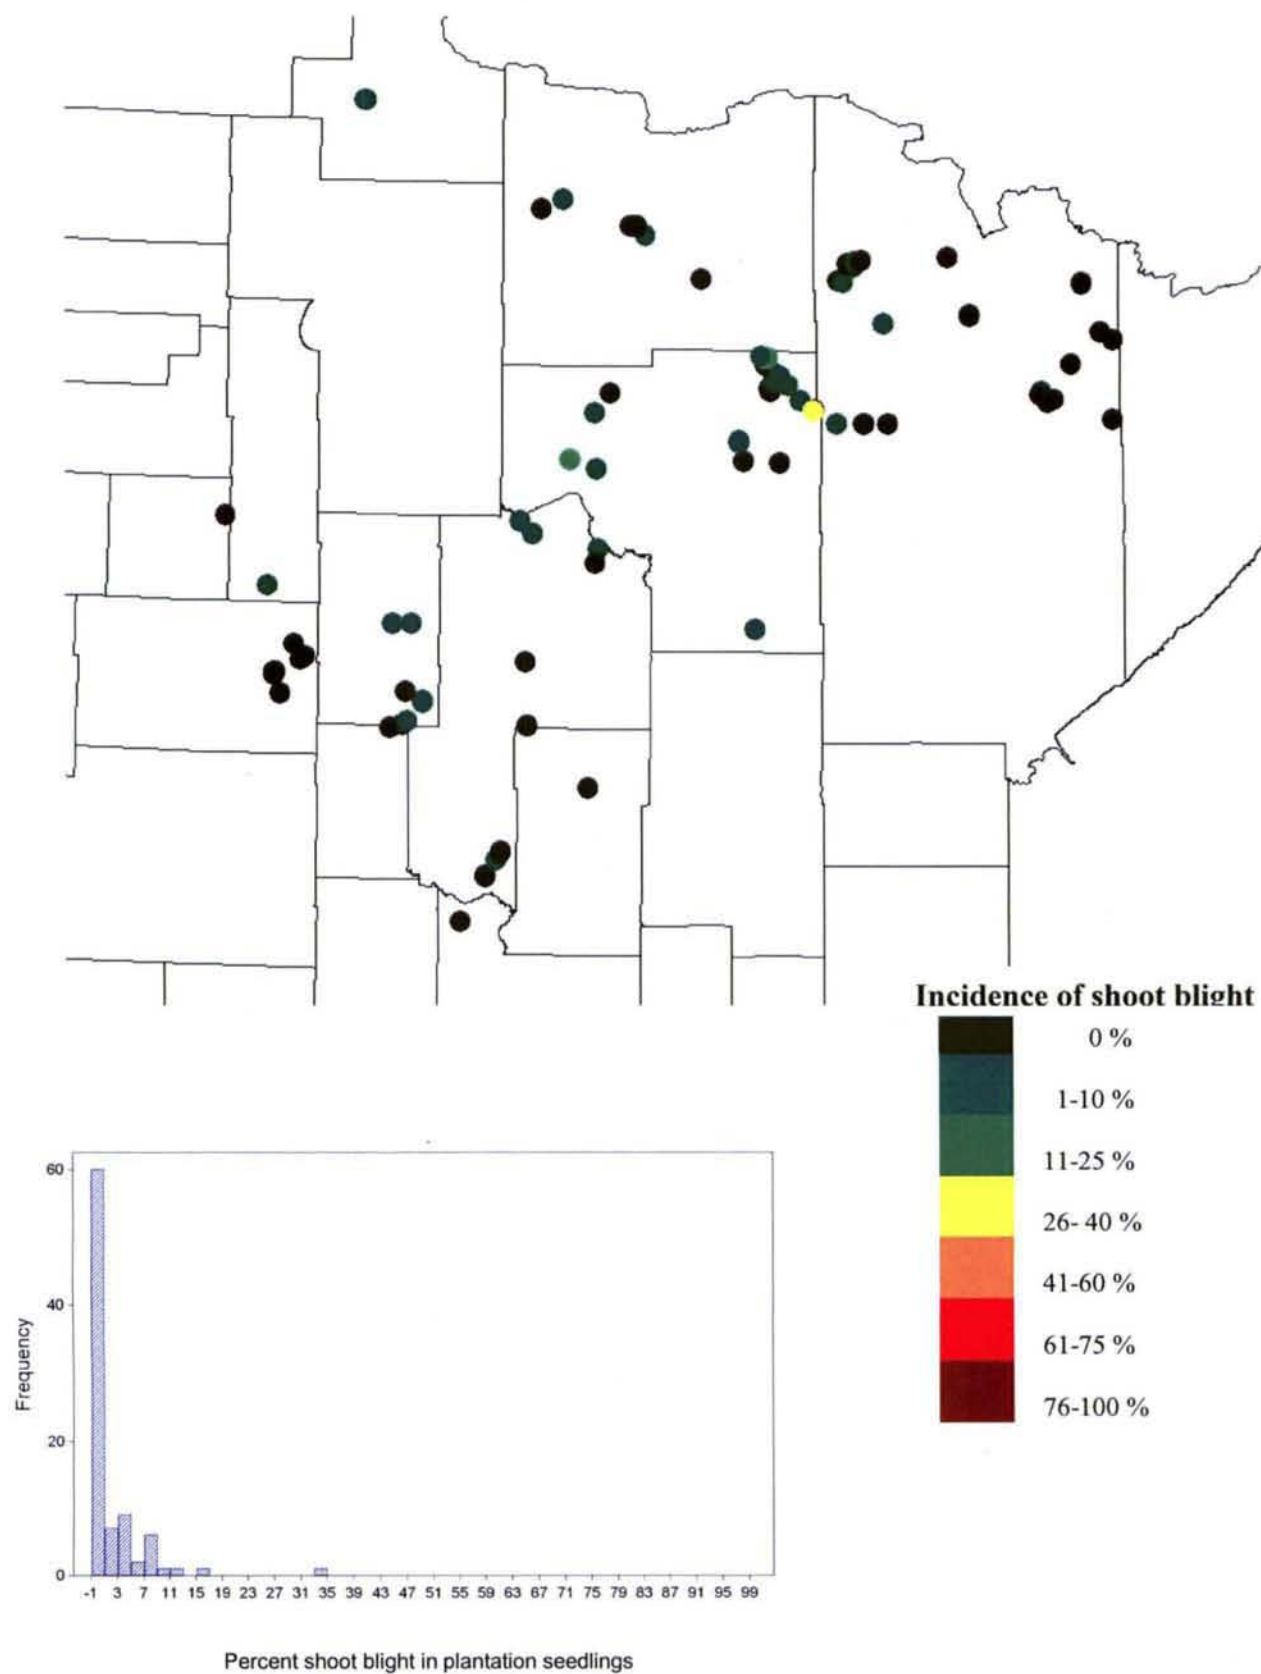 Incidence of shoot blight
0 %
1-10 %
11-25 %
26- 40 %
41-60 %
61-75 %
76-100 %
60
40
20
0
Frequency
-1 3 7 11 15 19 23 27 31 35 39 43 47 51 55 59 63 67 71 75 79 83 87 91 95 99
Percent shoot blight in plantation seedlings